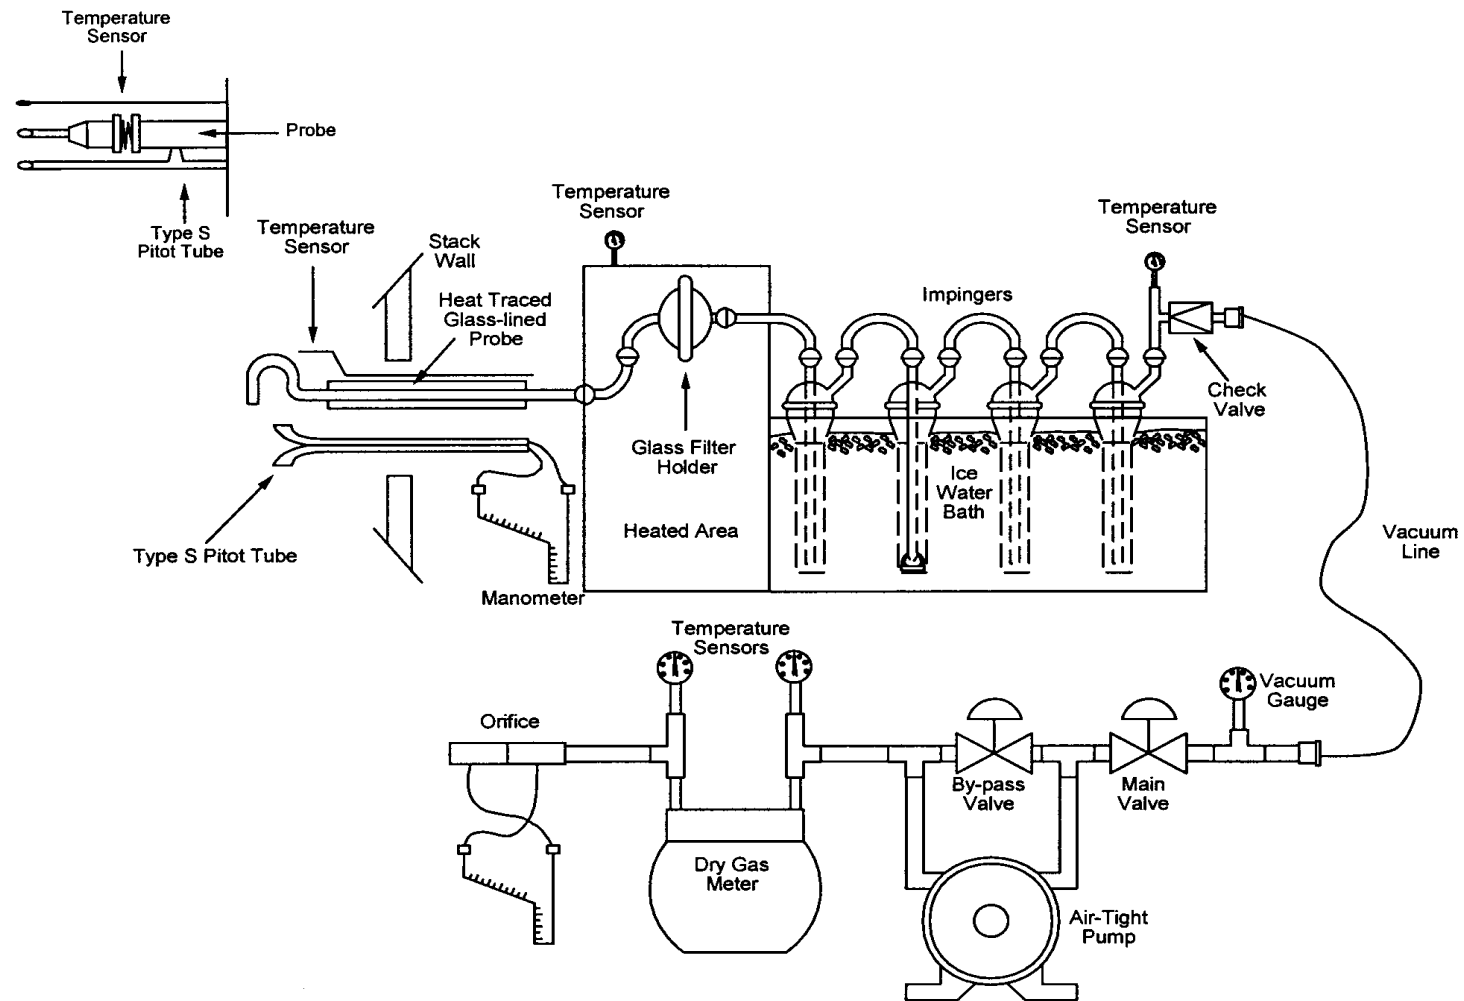 Temperature
Sensor
Probe
Type S
Pitot Tube
Temperature
Sensor
Stack
Wall
Heat Traced
Glass-lined
Probe
Temperature
Sensor
Temperature
Sensor
Impingers
Check
Valve
Glass Filter
Holder
Ice
Water
Bath
Heated Area
Vacuum
Line
Type S Pitot Tube
Manometer
Temperature
Sensors
Vacuum
Gauge
Orifice
By-pass
Valve
Main
Valve
Dry Gas
Meter
Air-Tight
Pump